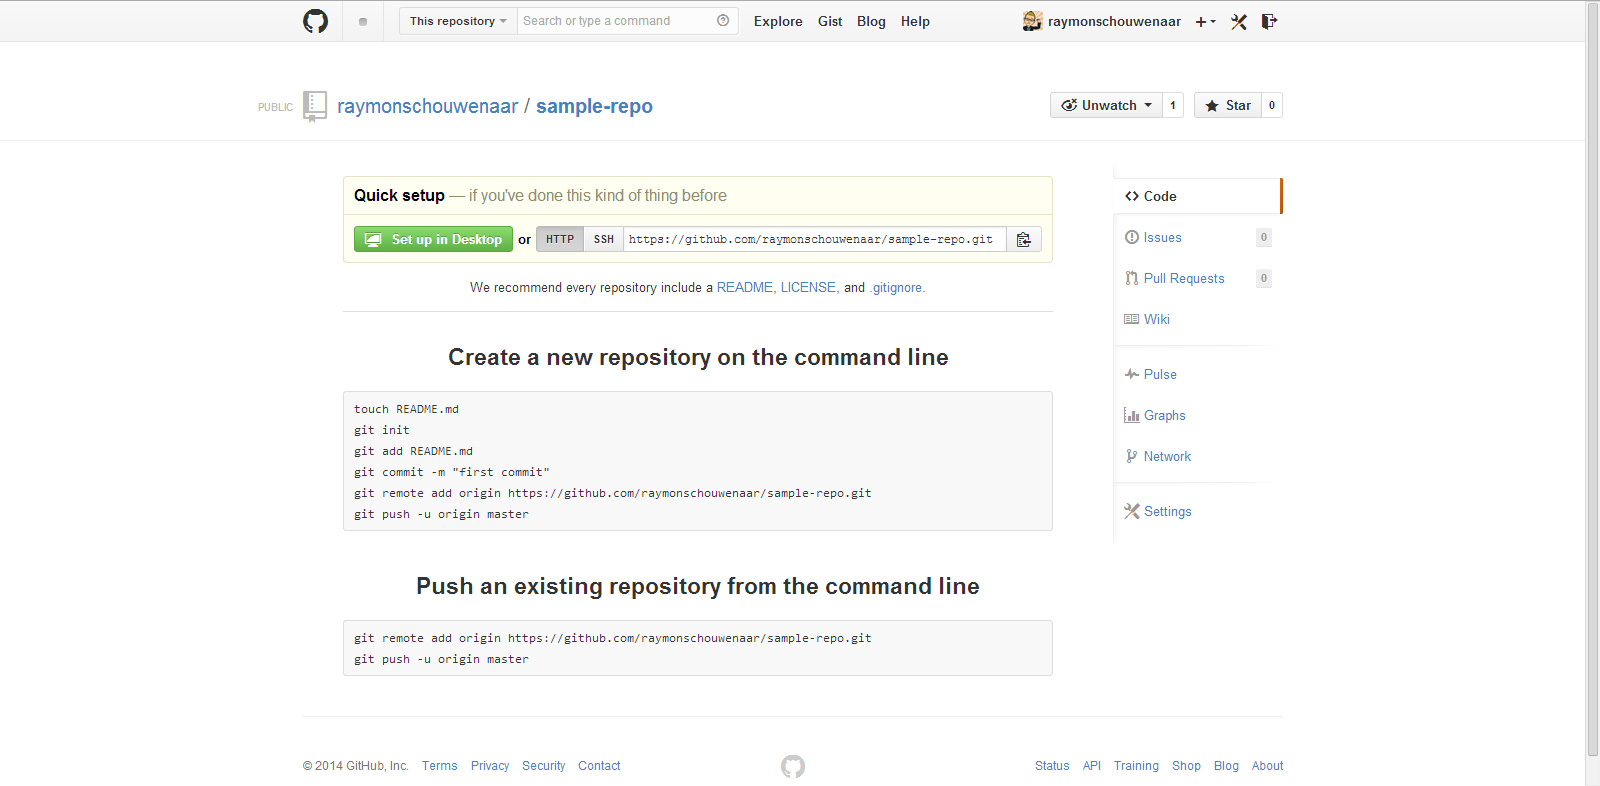 This repository Search or type a command Explore Gist Blog Help raymonschouwenaar
PUBLIC raymonschouwenaar / sample-repo Unwatch 1 Star 0
Quick setup — if you've done this kind of thing before
Set up in Desktop or HTTP SSH https://github.com/raymonschouwenaar/sample-repo.git
We recommend every repository include a README, LICENSE, and .gitignore.
Create a new repository on the command line
touch README.md
git init
git add README.md
git commit -m "first commit"
git remote add origin https://github.com/raymonschouwenaar/sample-repo.git
git push -u origin master
Push an existing repository from the command line
git remote add origin https://github.com/raymonschouwenaar/sample-repo.git
git push -u origin master
Code
Issues 0
Pull Requests 0
Wiki
Pulse
Graphs
Network
Settings
© 2014 GitHub, Inc. Terms Privacy Security Contact Status API Training Shop Blog About